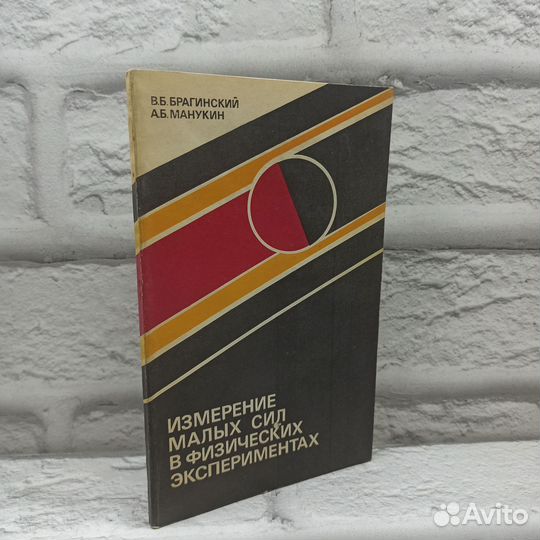 В.Б.БРАГИНСКИЙ
А.Б.МАНУКИН
ИЗМЕРЕНИЕ
МАЛЫХ СИЛ
В ФИЗИЧЕСКИХ
ЭКСПЕРИМЕНТАХ
Avito